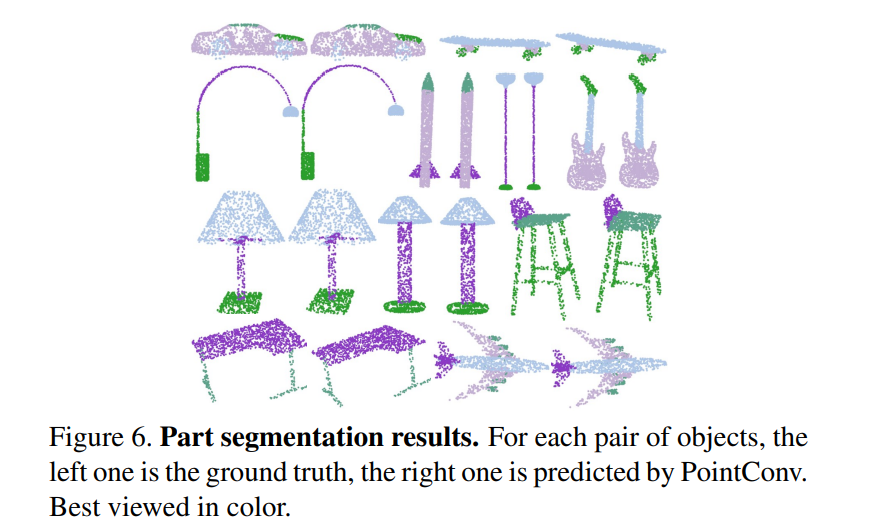 Figure 6. Part segmentation results. For each pair of objects, the
left one is the ground truth, the right one is predicted by PointConv.
Best viewed in color.